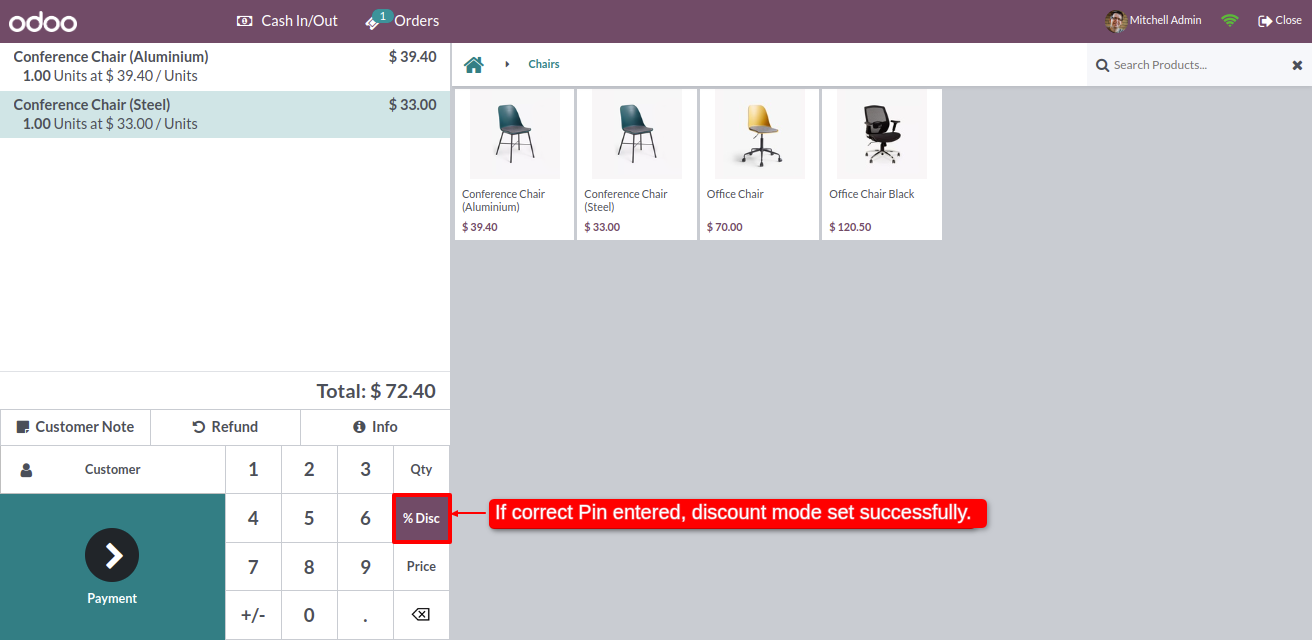 odoo
Cash In/Out
1
Orders
Mitchell Admin
Close
Conference Chair (Aluminium)
$ 39.40
1.00 Units at $ 39.40 / Units
Conference Chair (Steel)
$ 33.00
1.00 Units at $ 33.00 / Units
Total: $ 72.40
Customer Note
Refund
Info
Customer
1
2
3
Qty
4
5
6
% Disc
7
8
9
Price
+/-
0
.
Payment
Chairs
Search Products...
Conference Chair
(Aluminium)
$ 39.40
Conference Chair
(Steel)
$ 33.00
Office Chair
$ 70.00
Office Chair Black
$ 120.50
If correct Pin entered, discount mode set successfully.